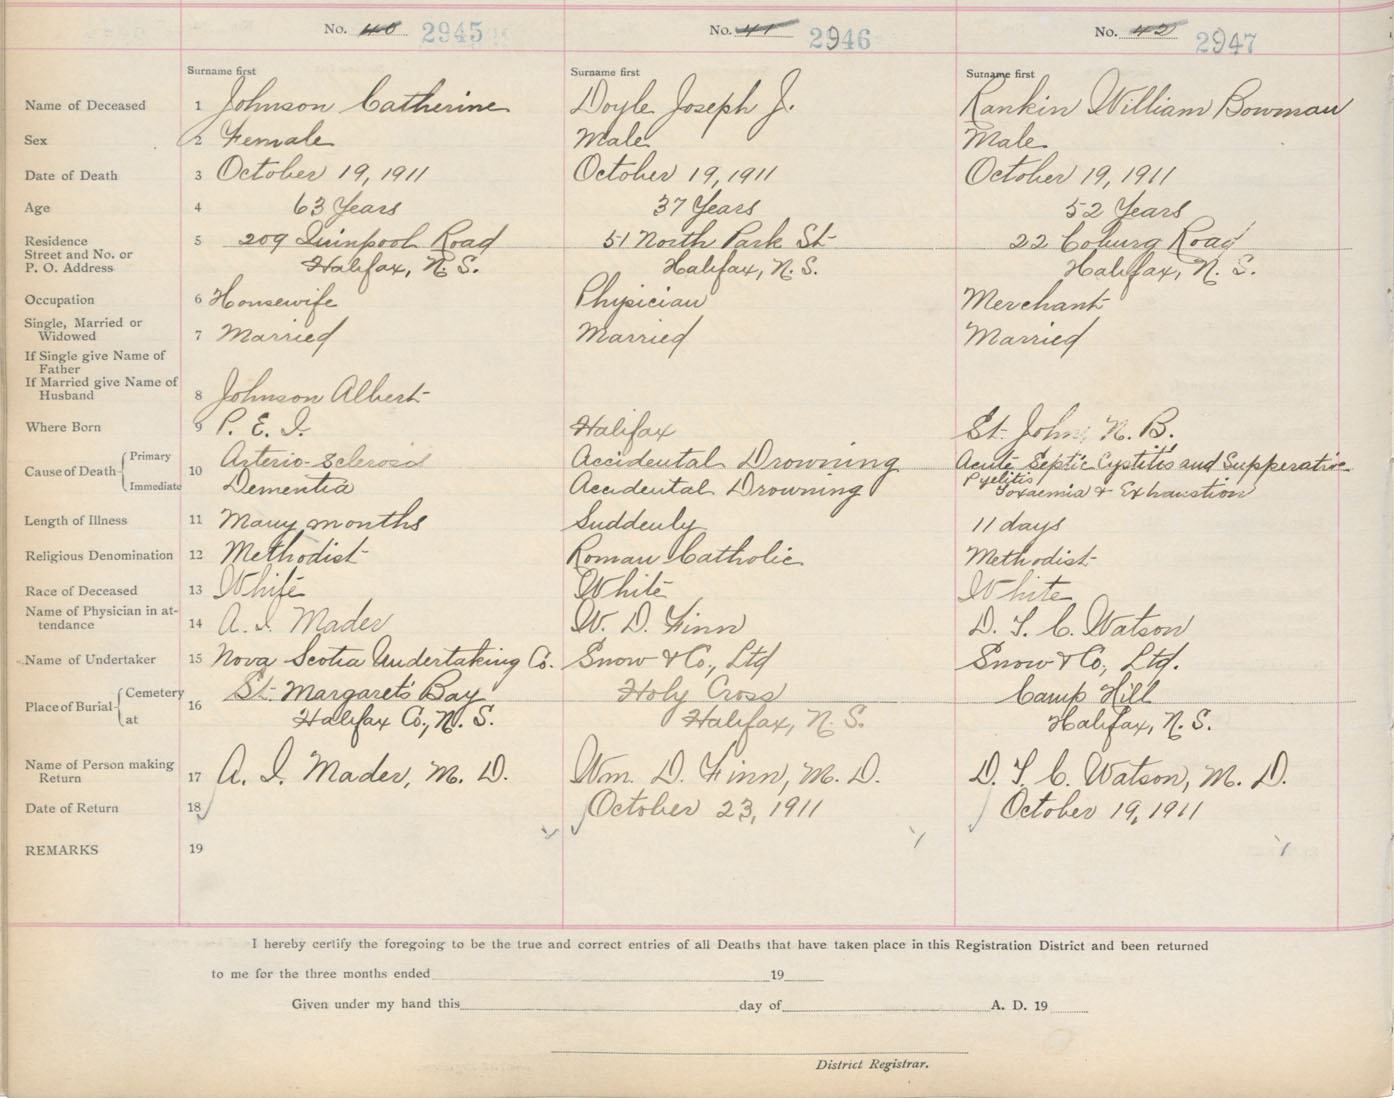 No. 40 2945 No. 41 2946 No. 42 2947
Surname first Surname first Surname first
Name of Deceased 1 Johnson Catherine Doyle Joseph J. Rankin William Bowman
Sex 2 Female Male Male
Date of Death 3 October 19, 1911 October 19, 1911 October 19, 1911
Age 4 63 Years 37 Years 52 Years
Residence 5 209 Quinpool Road 51 North Park St 22 Coburg Road
Street and No. or
P. O. Address Halifax, N. S. Halifax, N. S. Halifax, N. S.
Occupation 6 Housewife Physician Merchant
Single, Married or
Widowed 7 Married Married Married
If Single give Name of
Father
If Married give Name of
Husband 8 Johnson Albert
Where Born 9 P. E. I. Halifax St. John, N. B.
Cause of Death 10
Primary Arterio-sclerosis Accidental Drowning Acute Septic Cystitis and Supperative
Pyelitis
Immediate Dementia Accidental Drowning Toxaemia & Exhaustion
Length of Illness 11 Many months Suddenly 11 days
Religious Denomination 12 Methodist Roman Catholic Methodist
Race of Deceased 13 White White White
Name of Physician in at-
tendance 14 A. I. Mader W. D. Finn D. T. C. Watson
Name of Undertaker 15 Nova Scotia Undertaking Co. Snow & Co., Ltd Snow & Co., Ltd.
Place of Burial 16
Cemetery St. Margaret's Bay Holy Cross Camp Hill
at Halifax Co., N. S. Halifax, N. S. Halifax, N. S.
Name of Person making
Return 17 A. I. Mader, M. D. Wm. D. Finn, M. D. D. T. C. Watson, M. D.
Date of Return 18 October 23, 1911 October 19, 1911
REMARKS 19
I hereby certify the foregoing to be the true and correct entries of all Deaths that have taken place in this Registration District and been returned
to me for the three months ended 19
Given under my hand this day of A. D. 19
District Registrar.